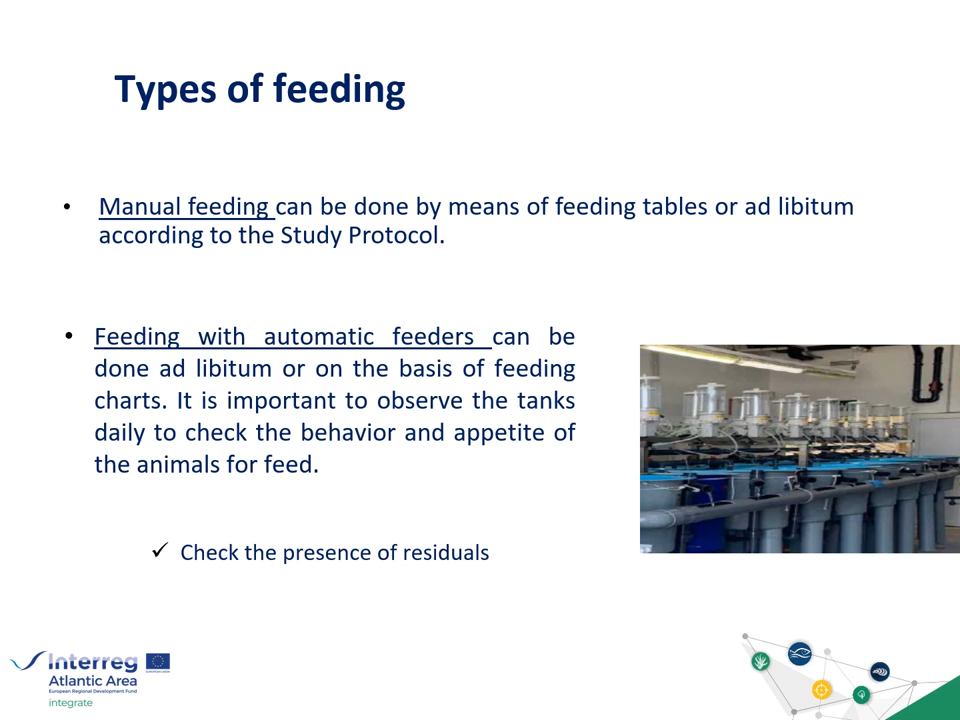 Types of feeding
• Manual feeding can be done by means of feeding tables or ad libitum
according to the Study Protocol.
• Feeding with automatic feeders can be
done ad libitum or on the basis of feeding
charts. It is important to observe the tanks
daily to check the behavior and appetite of
the animals for feed.
✓ Check the presence of residuals
Interreg
EUROPEAN UNION
Atlantic Area
European Regional Development Fund
integrate